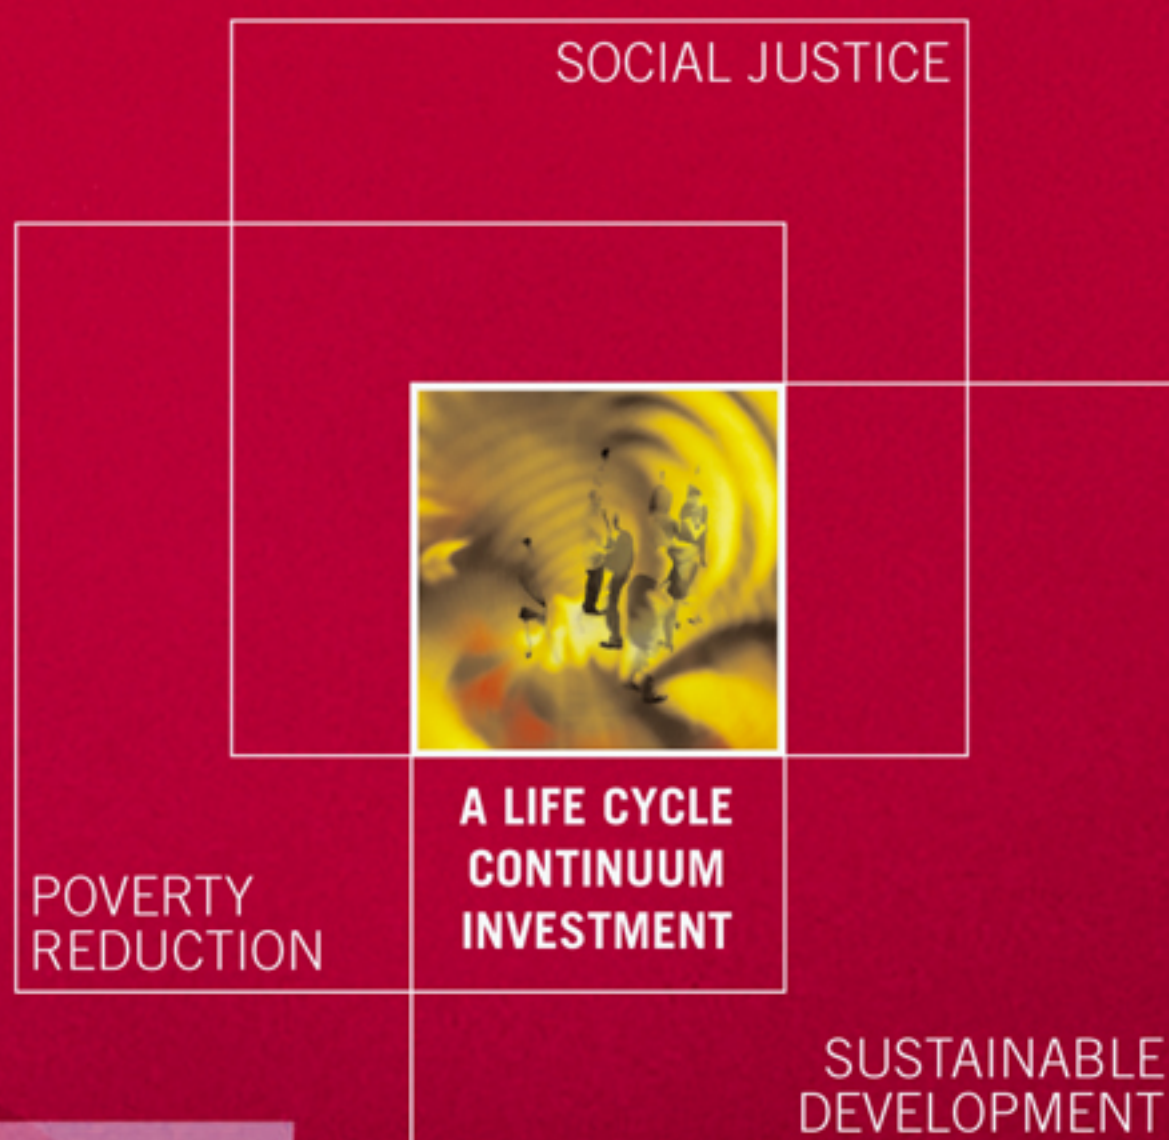 SOCIAL JUSTICE
A LIFE CYCLE
CONTINUUM
INVESTMENT
POVERTY
REDUCTION
SUSTAINABLE
DEVELOPMENT